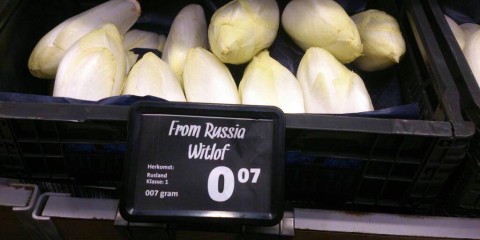 From Russia
Witlof
Herkomst:
Rusland
Klasse: 1
007 gram
0 07